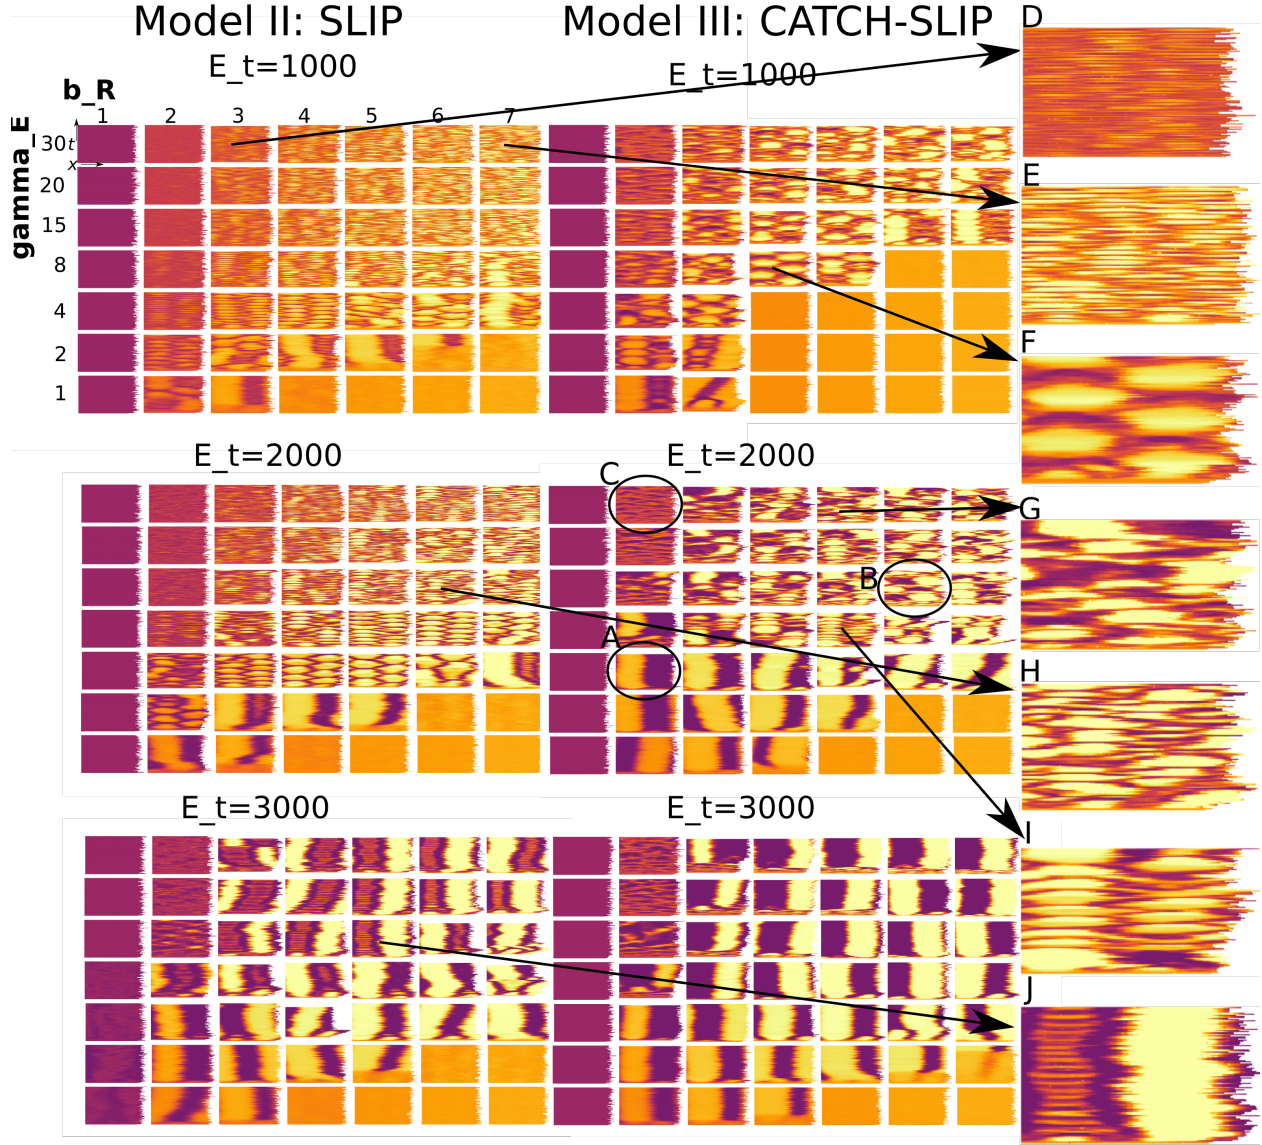 Model II: SLIP
Model III: CATCH-SLIP
D
E_t=1000
E_t=1000
b_R
1 2 3 4 5 6 7
gamma_E
30
t
x
20
15
8
4
2
1
E
F
E_t=2000
E_t=2000
C
B
A
G
H
E_t=3000
E_t=3000
I
J